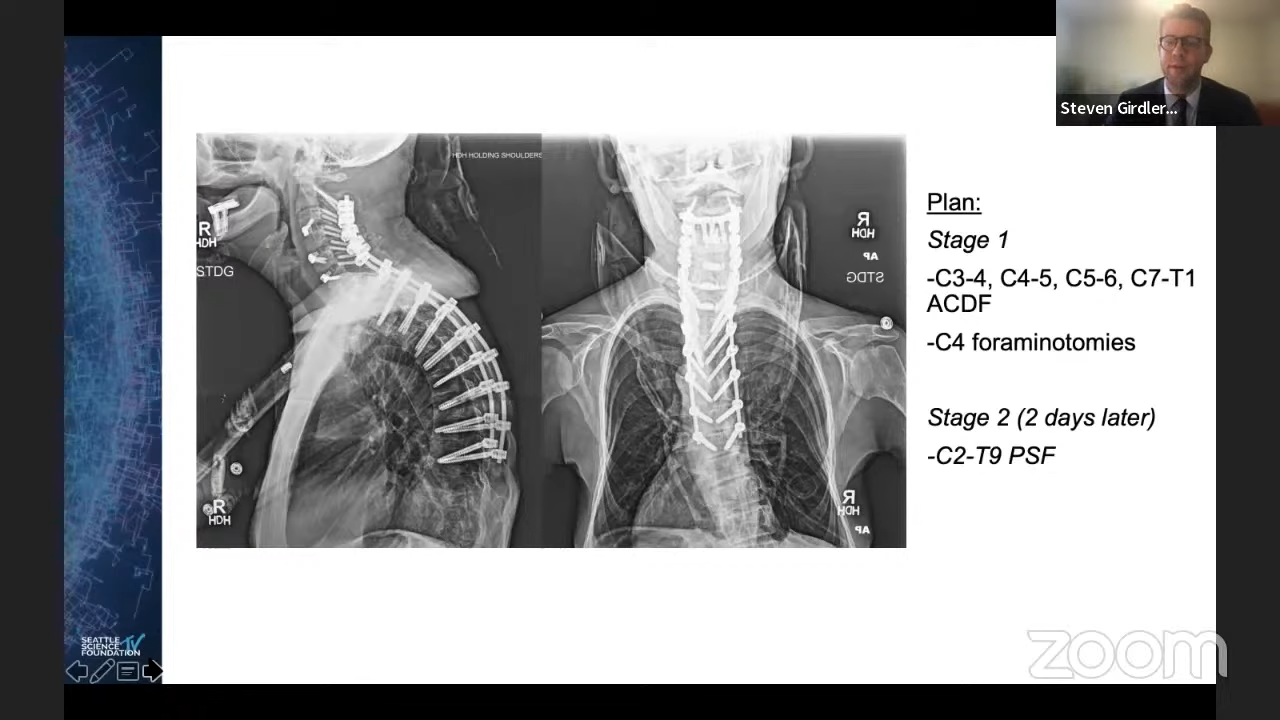 Steven Girdler...
HDH HOLDING SHOULDERS
R
HDH
STDG
R
HDH
R
HDH
AP
STDG
R
HDH
AP
Plan:
Stage 1
-C3-4, C4-5, C5-6, C7-T1
ACDF
-C4 foraminotomies
Stage 2 (2 days later)
-C2-T9 PSF
SEATTLE
SCIENCE
FOUNDATION
TV
zoom